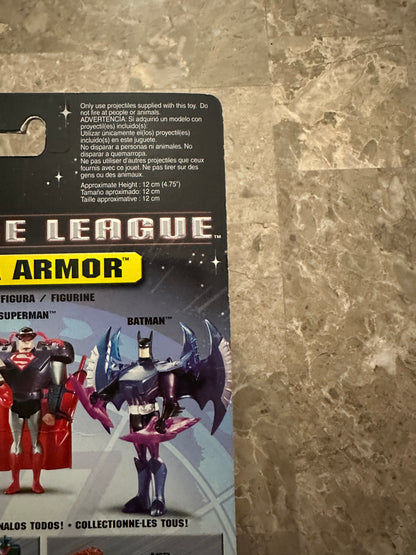 Only use projectiles supplied with this toy. Do
not fire at people or animals.
ADVERTENCIA: Si adquirió un modelo con
proyectil(es) incluido(s):
Utilizar únicamente el(los) proyectil(es)
incluido(s) en este juguete.
No disparar a personas ni animales. No
disparar a quemarropa.
Ne pas utiliser d'autres projectiles que ceux
fournis avec ce jouet. Ne pas tirer sur des
gens ou des animaux.
Approximate Height : 12 cm (4.75")
Tamaño aproximado: 12 cm
Taille approximative : 12 cm
E LEAGUE™
ARMOR™
FIGURA / FIGURINE
SUPERMAN™
BATMAN™
NALOS TODOS! • COLLECTIONNE-LES TOUS!